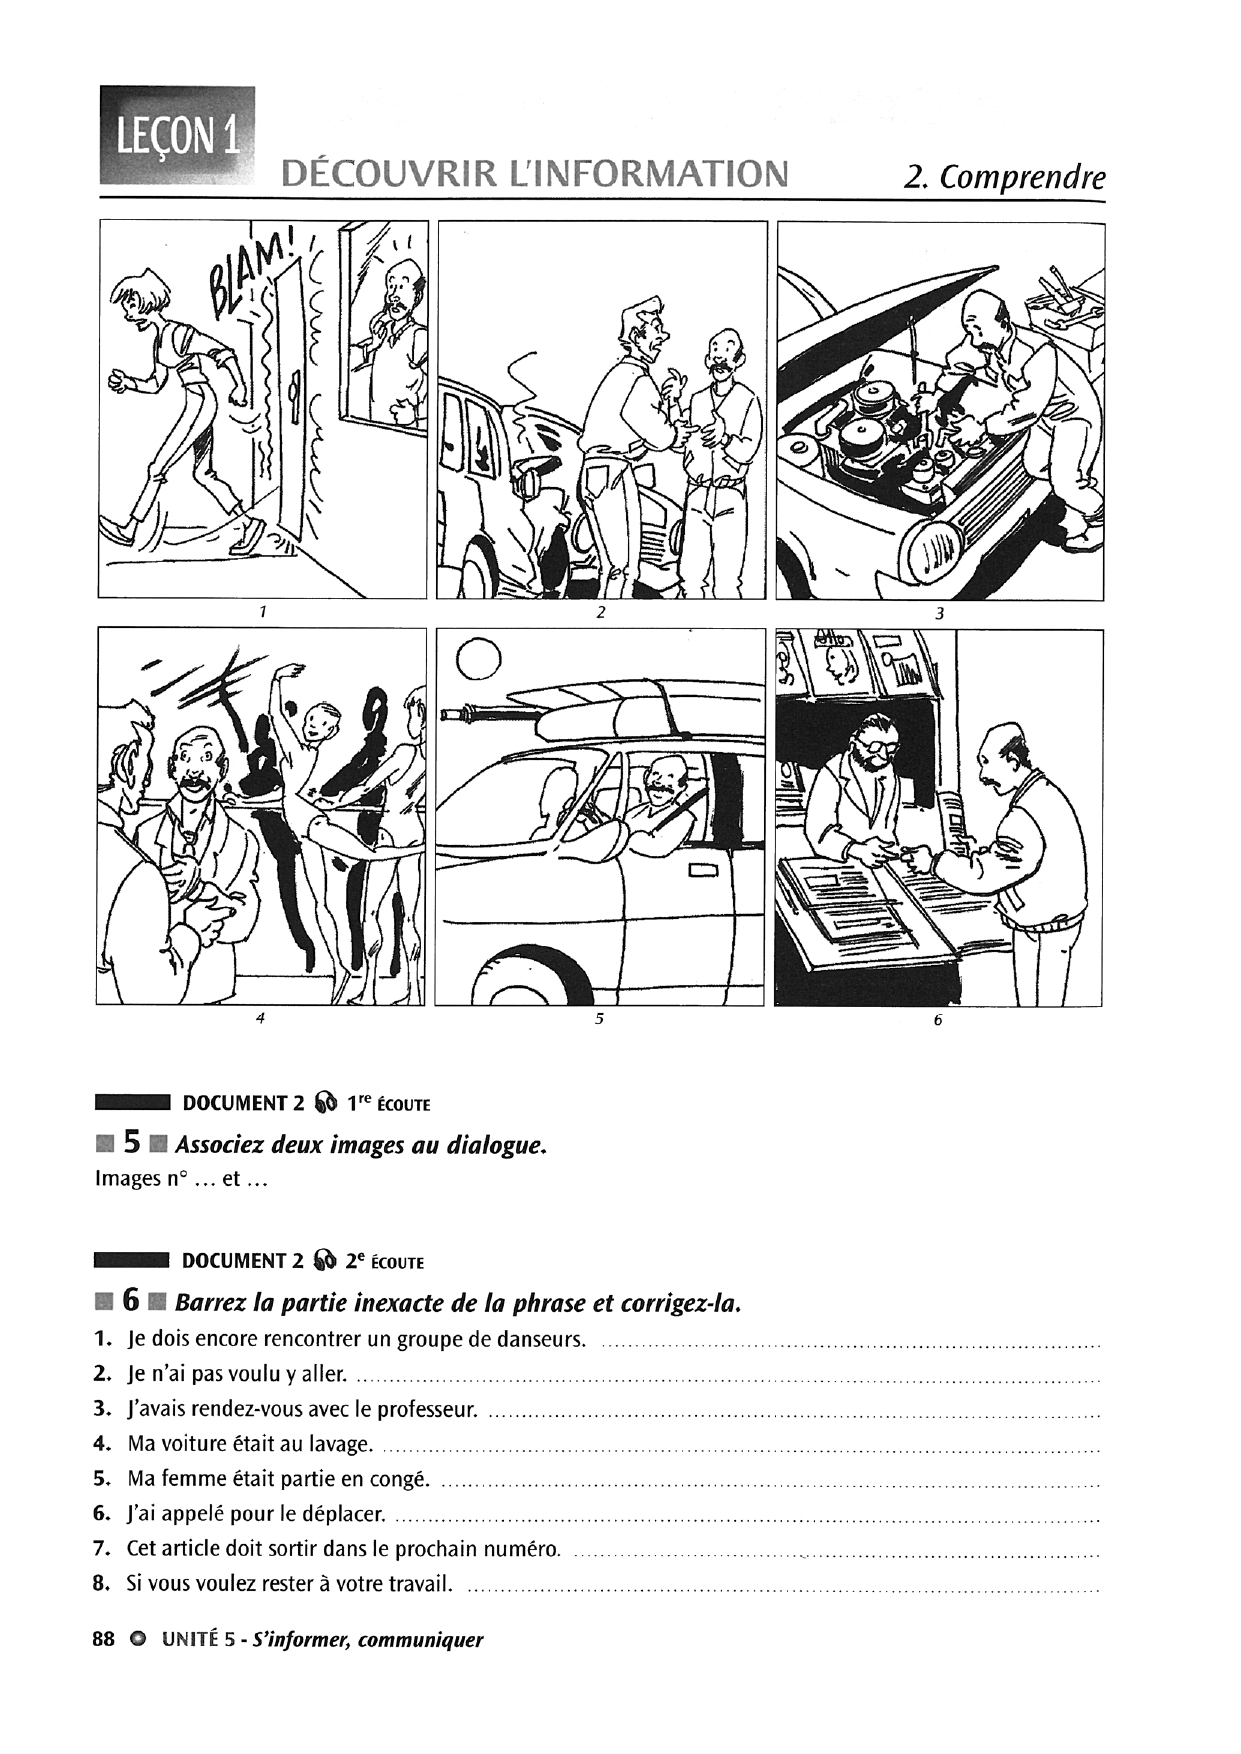 LEÇON 1
DÉCOUVRIR L'INFORMATION 2. Comprendre
BLAM!
1 2 3
4 5 6
DOCUMENT 2 1re ÉCOUTE
5 Associez deux images au dialogue.
Images n° ... et ...
DOCUMENT 2 2e ÉCOUTE
6 Barrez la partie inexacte de la phrase et corrigez-la.
1. Je dois encore rencontrer un groupe de danseurs.
2. Je n'ai pas voulu y aller.
3. J'avais rendez-vous avec le professeur.
4. Ma voiture était au lavage.
5. Ma femme était partie en congé.
6. J'ai appelé pour le déplacer.
7. Cet article doit sortir dans le prochain numéro.
8. Si vous voulez rester à votre travail.
88 UNITÉ 5 - S'informer, communiquer